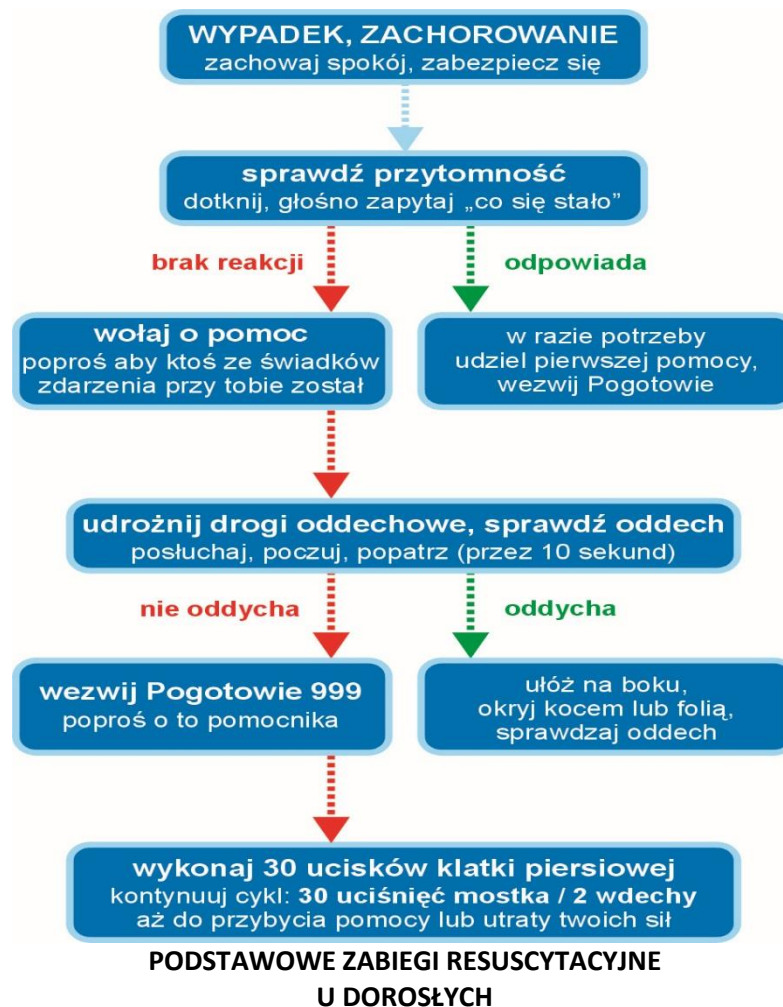 WYPADEK, ZACHOROWANIE
zachowaj spokój, zabezpiecz się
sprawdź przytomność
dotknij, głośno zapytaj „co się stało”
brak reakcji
odpowiada
wołaj o pomoc
poproś aby ktoś ze świadków
zdarzenia przy tobie został
w razie potrzeby
udziel pierwszej pomocy,
wezwij Pogotowie
udrożnij drogi oddechowe, sprawdź oddech
posłuchaj, poczuj, popatrz (przez 10 sekund)
nie oddycha
oddycha
wezwij Pogotowie 999
poproś o to pomocnika
ułóż na boku,
okryj kocem lub folią,
sprawdzaj oddech
wykonaj 30 ucisków klatki piersiowej
kontynuuj cykl: 30 uciśnięć mostka / 2 wdechy
aż do przybycia pomocy lub utraty twoich sił
PODSTAWOWE ZABIEGI RESUSCYTACYJNE
U DOROSŁYCH